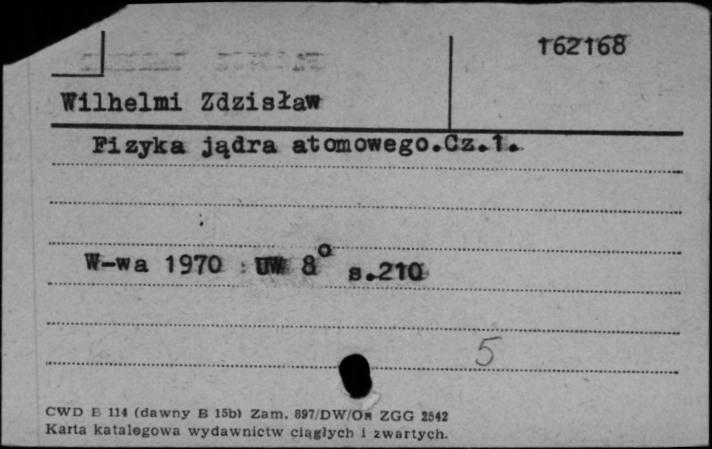 162168
Wilhelmi Zdzisław
Fizyka jądra atomowego.Cz.1.
W-wa 1970 : UW 8° s.210
5
CWD B 114 (dawny B 15b) Zam. 897/DW/Os ZGG 2542
Karta katalogowa wydawnictw ciągłych i zwartych.